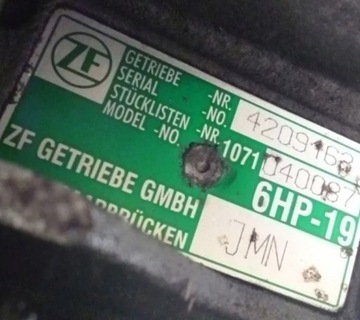 ZF
GETRIEBE -NR.
SERIAL -NO. 4209162
STÜCKLISTEN -NR.
MODEL -NO. 1071 040087
ZF GETRIEBE GMBH 6HP-19
JMN